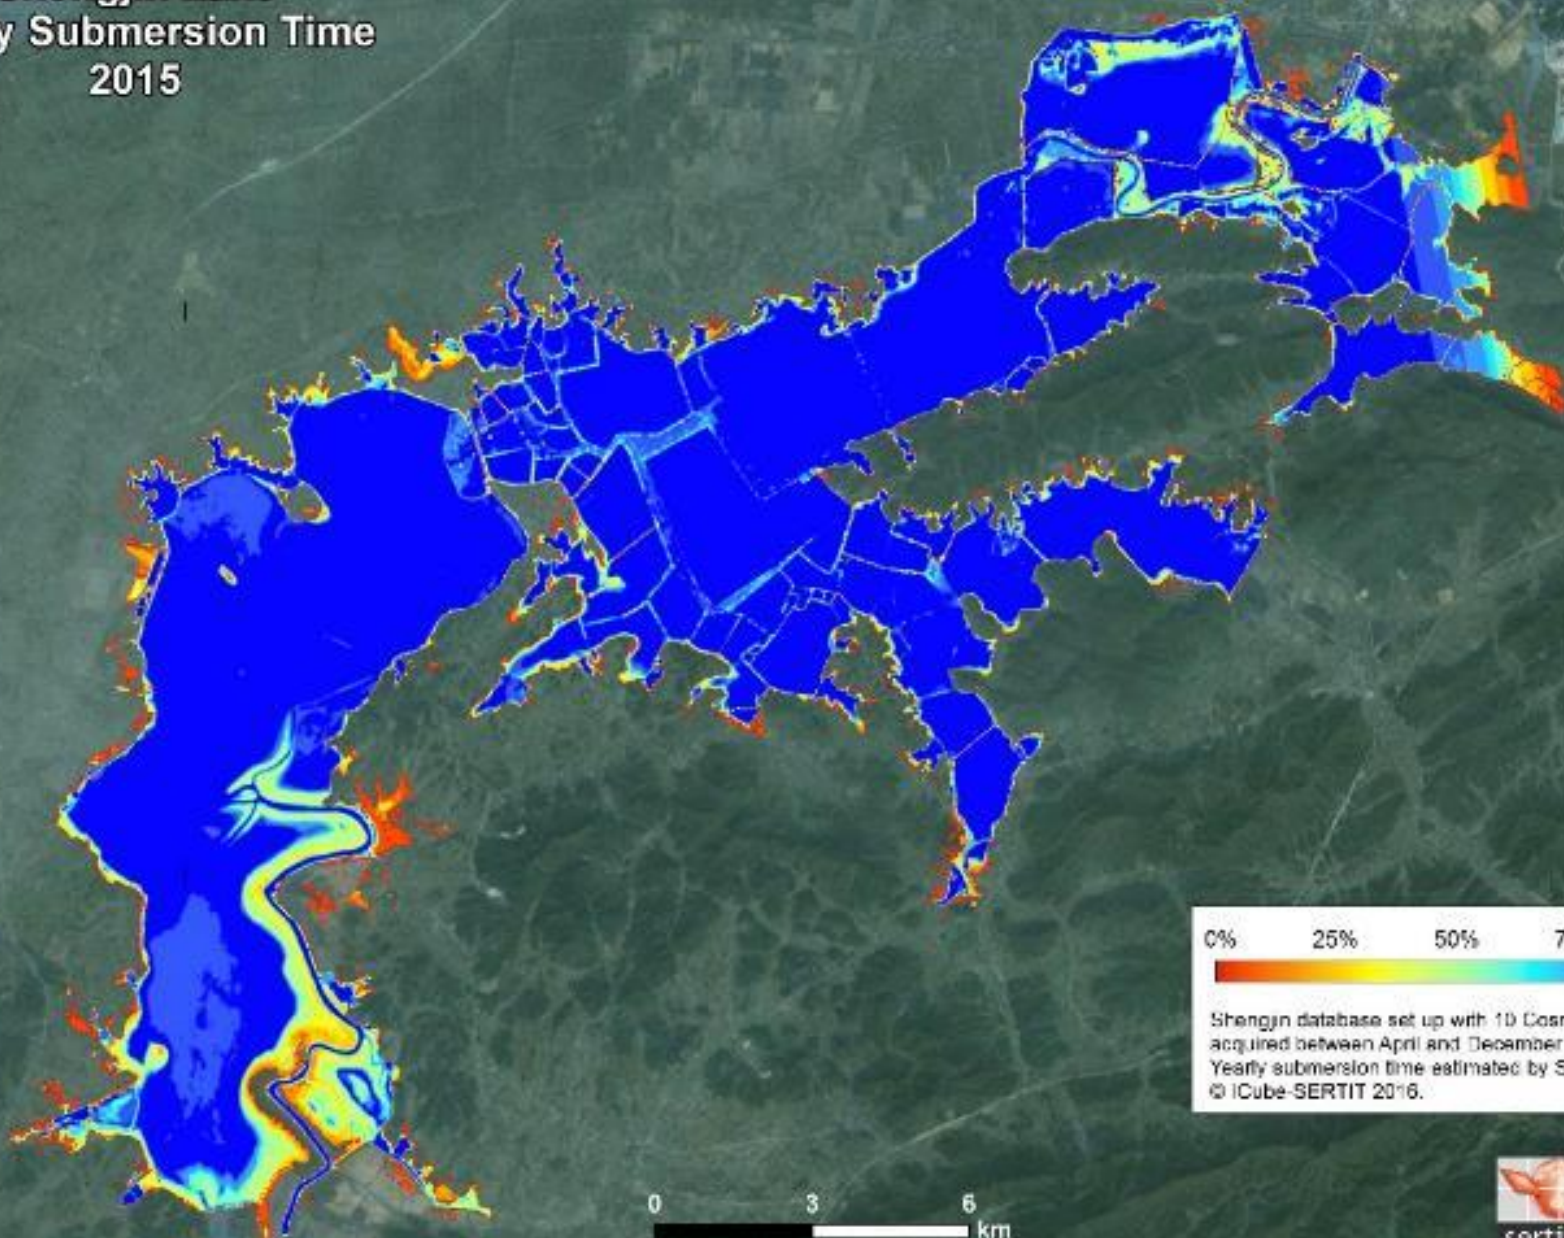 y Submersion Time
2015
0% 25% 50% 7
Shengjin database set up with 10
acquired between April and December
Yearly submersion time estimated by S
© ICube-SERTIT 2016.
0 3 6
km